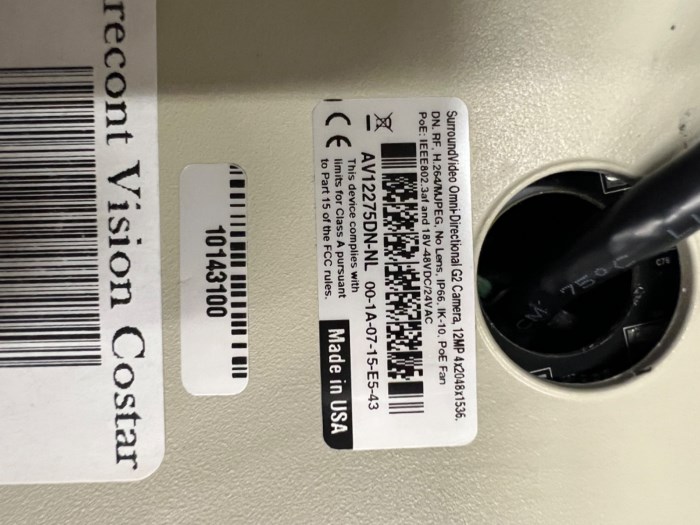 recont Vision Costar
10143100
SurroundVideo Omni-Directional G2 Camera, 12MP 4x2048x1536,
DN, RF, H.264/MJPEG, No Lens, IP66, IK-10, PoE Fan
PoE: IEEE802.3af and 18V-48VDC/24VAC
AV12275DN-NL 00-1A-07-15-E5-43
CE This device complies with
limits for Class A pursuant
to Part 15 of the FCC rules.
Made in USA
75°C